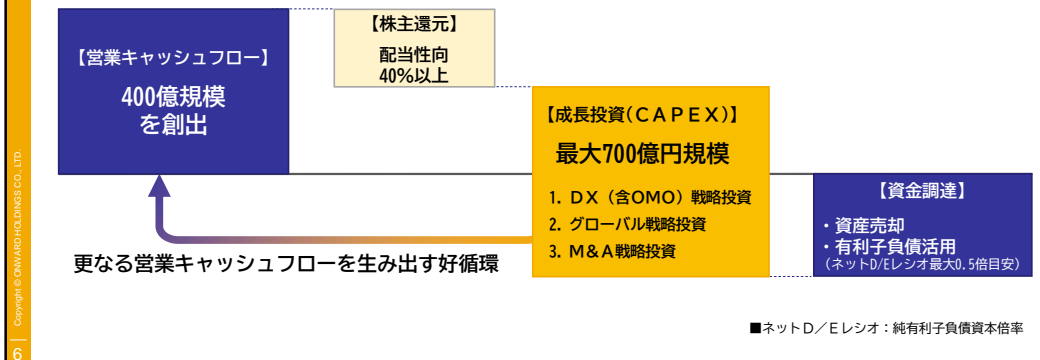 【営業キャッシュフロー】
400億規模
を創出
【株主還元】
配当性向
40%以上
【成長投資(CAPEX)】
最大700億円規模
1. DX(含OMO)戦略投資
2. グローバル戦略投資
3. M&A戦略投資
【資金調達】
・資産売却
・有利子負債活用
(ネットD/Eレシオ最大0.5倍目安)
更なる営業キャッシュフローを生み出す好循環
■ネットD/Eレシオ:純有利子負債資本倍率
Copyright © ONWARD HOLDINGS CO., LTD.
6